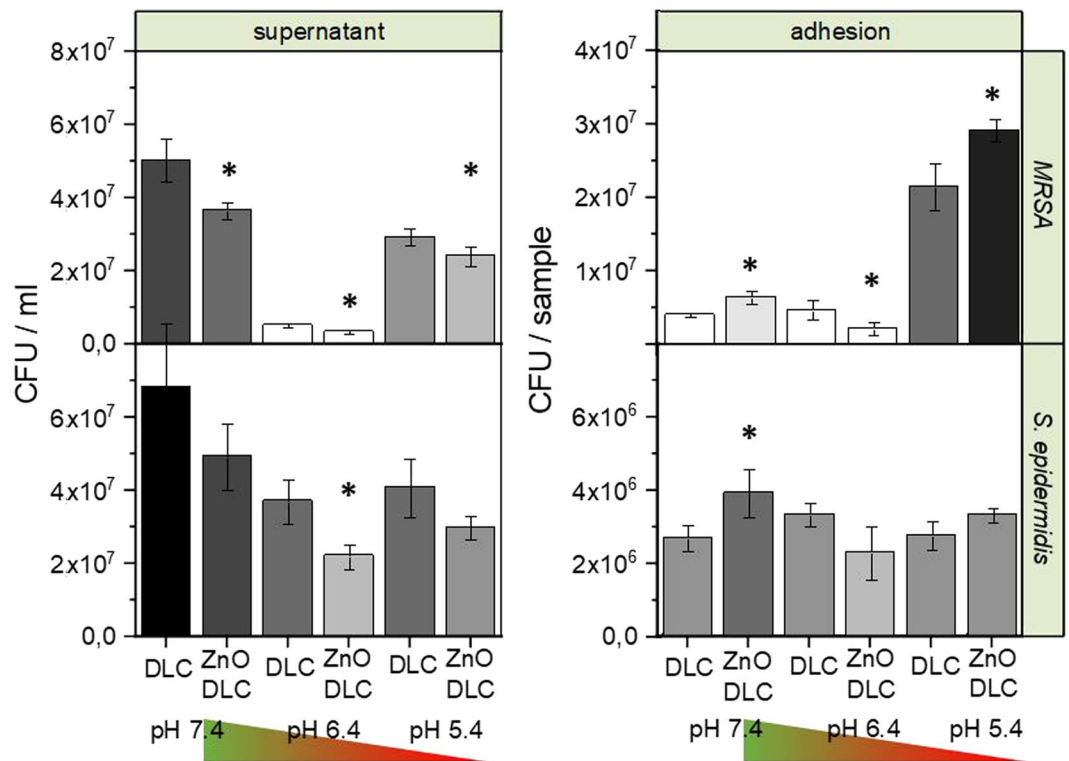 supernatant
adhesion
8x10⁷
6x10⁷
4x10⁷
2x10⁷
0,0
6x10⁷
4x10⁷
2x10⁷
0,0
CFU / ml
* * *
*
4x10⁷
3x10⁷
2x10⁷
1x10⁷
6x10⁶
4x10⁶
2x10⁶
0,0
CFU / sample
* * *
*
MRSA
S. epidermidis
DLC ZnO DLC ZnO DLC ZnO
DLC DLC DLC
pH 7.4 pH 6.4 pH 5.4
DLC ZnO DLC ZnO DLC ZnO
DLC DLC DLC
pH 7.4 pH 6.4 pH 5.4